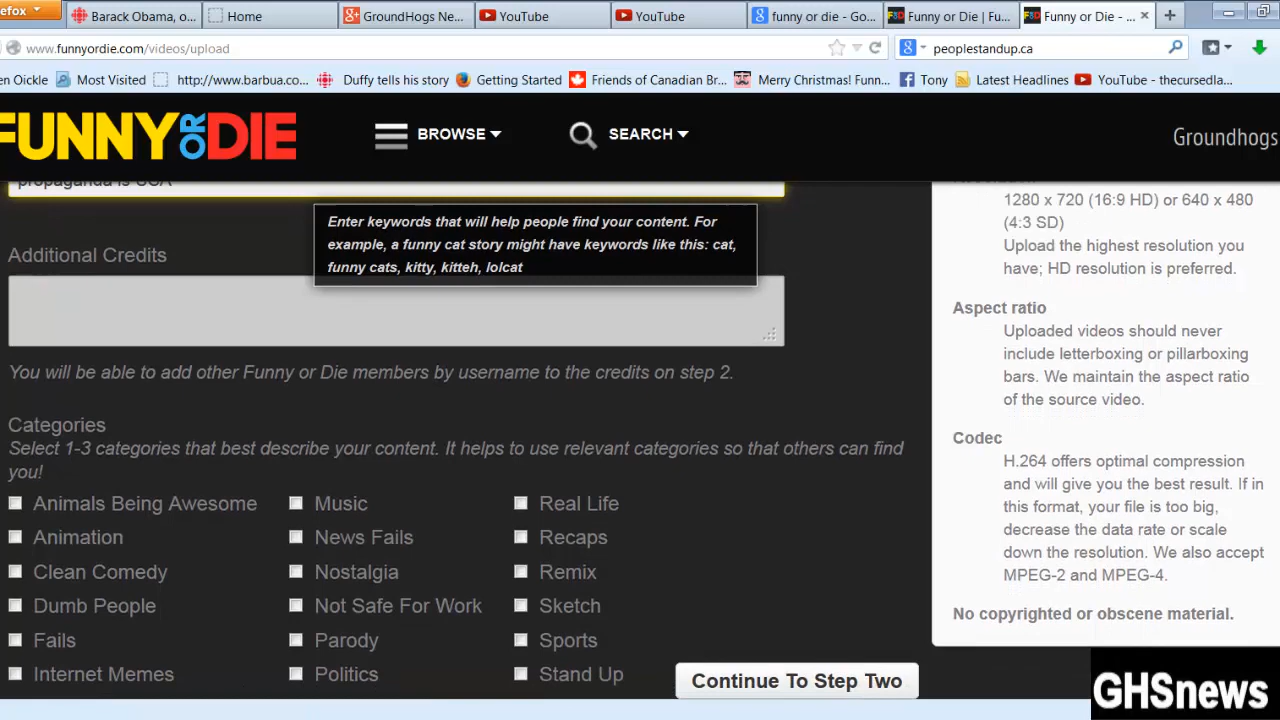 efox
Barack Obama, o...
Home
GroundHogs Ne...
YouTube
YouTube
funny or die - Go...
Funny or Die | Fu...
Funny or Die - ...
www.funnyordie.com/videos/upload
peoplestandup.ca
en Oickle
Most Visited
http://www.barbua.co...
Duffy tells his story
Getting Started
Friends of Canadian Br...
Merry Christmas! Funn...
Tony
Latest Headlines
YouTube - thecursedla...
FUNNY OR DIE
BROWSE
SEARCH
Groundhogs
Enter keywords that will help people find your content. For
example, a funny cat story might have keywords like this: cat,
funny cats, kitty, kitteh, lolcat
Additional Credits
You will be able to add other Funny or Die members by username to the credits on step 2.
Categories
Select 1-3 categories that best describe your content. It helps to use relevant categories so that others can find
you!
Animals Being Awesome
Music
Real Life
Animation
News Fails
Recaps
Clean Comedy
Nostalgia
Remix
Dumb People
Not Safe For Work
Sketch
Fails
Parody
Sports
Internet Memes
Politics
Stand Up
Continue To Step Two
1280 x 720 (16:9 HD) or 640 x 480
(4:3 SD)
Upload the highest resolution you
have; HD resolution is preferred.
Aspect ratio
Uploaded videos should never
include letterboxing or pillarboxing
bars. We maintain the aspect ratio
of the source video.
Codec
H.264 offers optimal compression
and will give you the best result. If in
this format, your file is too big,
decrease the data rate or scale
down the resolution. We also accept
MPEG-2 and MPEG-4.
No copyrighted or obscene material.
GHSnews